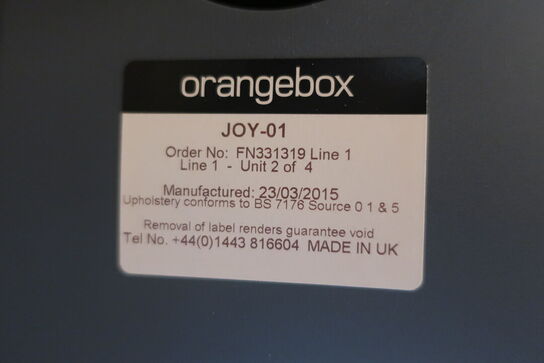 orangebox
JOY-01
Order No: FN331319 Line 1
Line 1 - Unit 2 of 4
Manufactured: 23/03/2015
Upholstery conforms to BS 7176 Source 0 1 & 5
Removal of label renders guarantee void
Tel No. +44(0)1443 816604 MADE IN UK